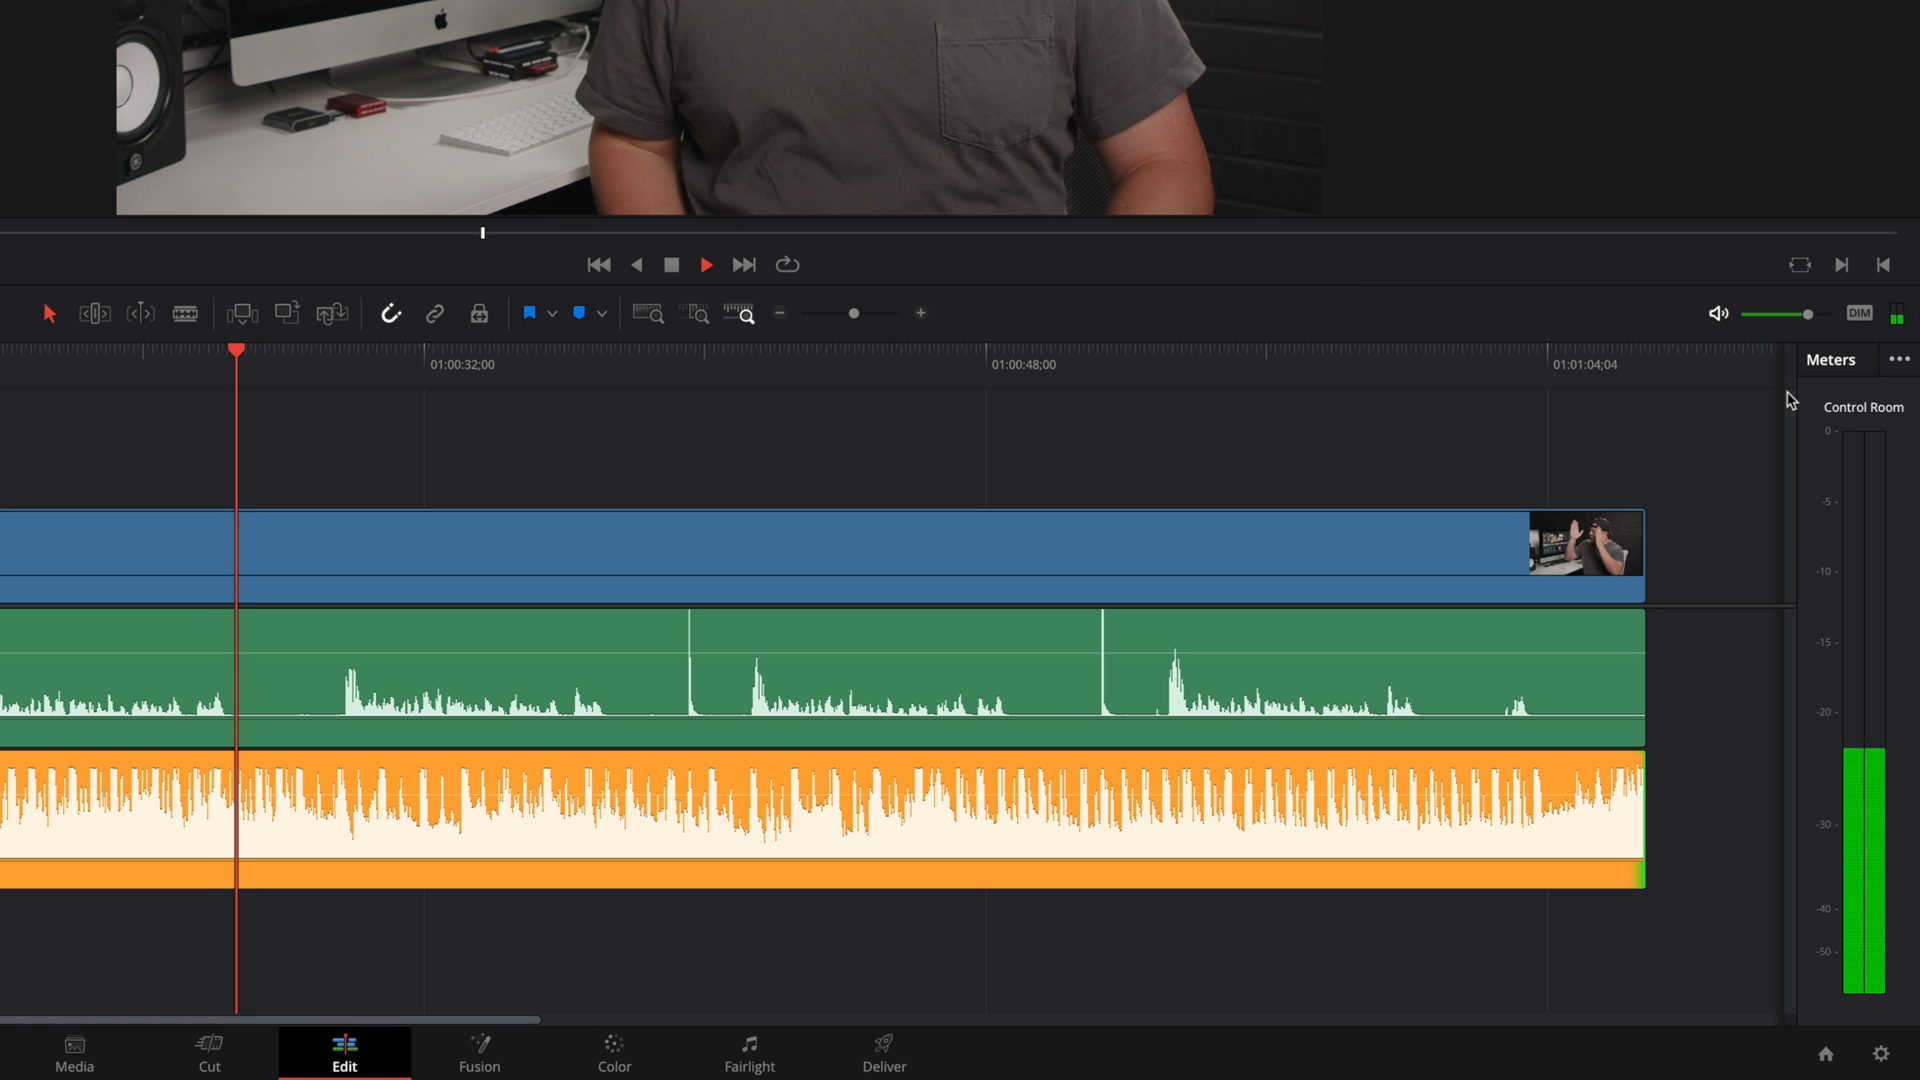 DIM
01:00:32;00
01:00:48;00
01:01:04;04
Meters
Control Room
0 -
-5 -
-10 -
-15 -
-20 -
-30 -
-40 -
-50 -
Media
Cut
Edit
Fusion
Color
Fairlight
Deliver